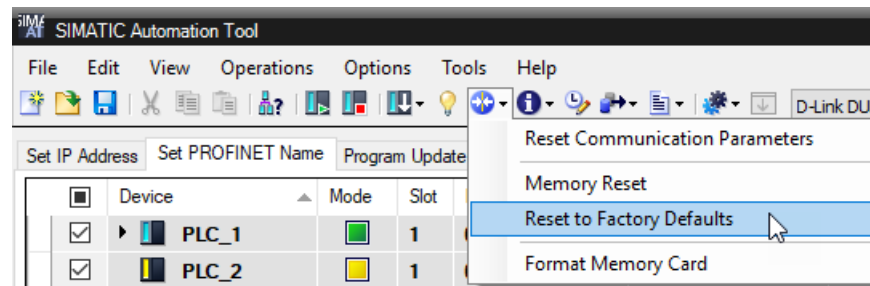 SIMATIC Automation Tool
File Edit View Operations Options Tools Help
D-Link DU
Reset Communication Parameters
Set IP Address Set PROFINET Name Program Update
Memory Reset
Device Mode Slot
Reset to Factory Defaults
PLC_1 1
Format Memory Card
PLC_2 1